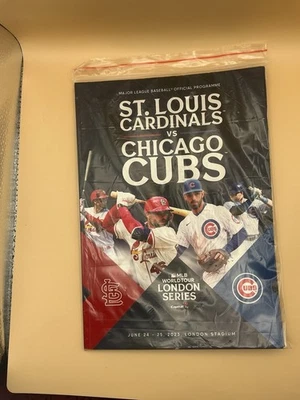 MAJOR LEAGUE BASEBALL® OFFICIAL PROGRAMME
ST. LOUIS
CARDINALS
VS
CHICAGO
CUBS
MLB
WORLD TOUR
LONDON
SERIES
JUNE 24 - 25, 2023, LONDON STADIUM
CUBS